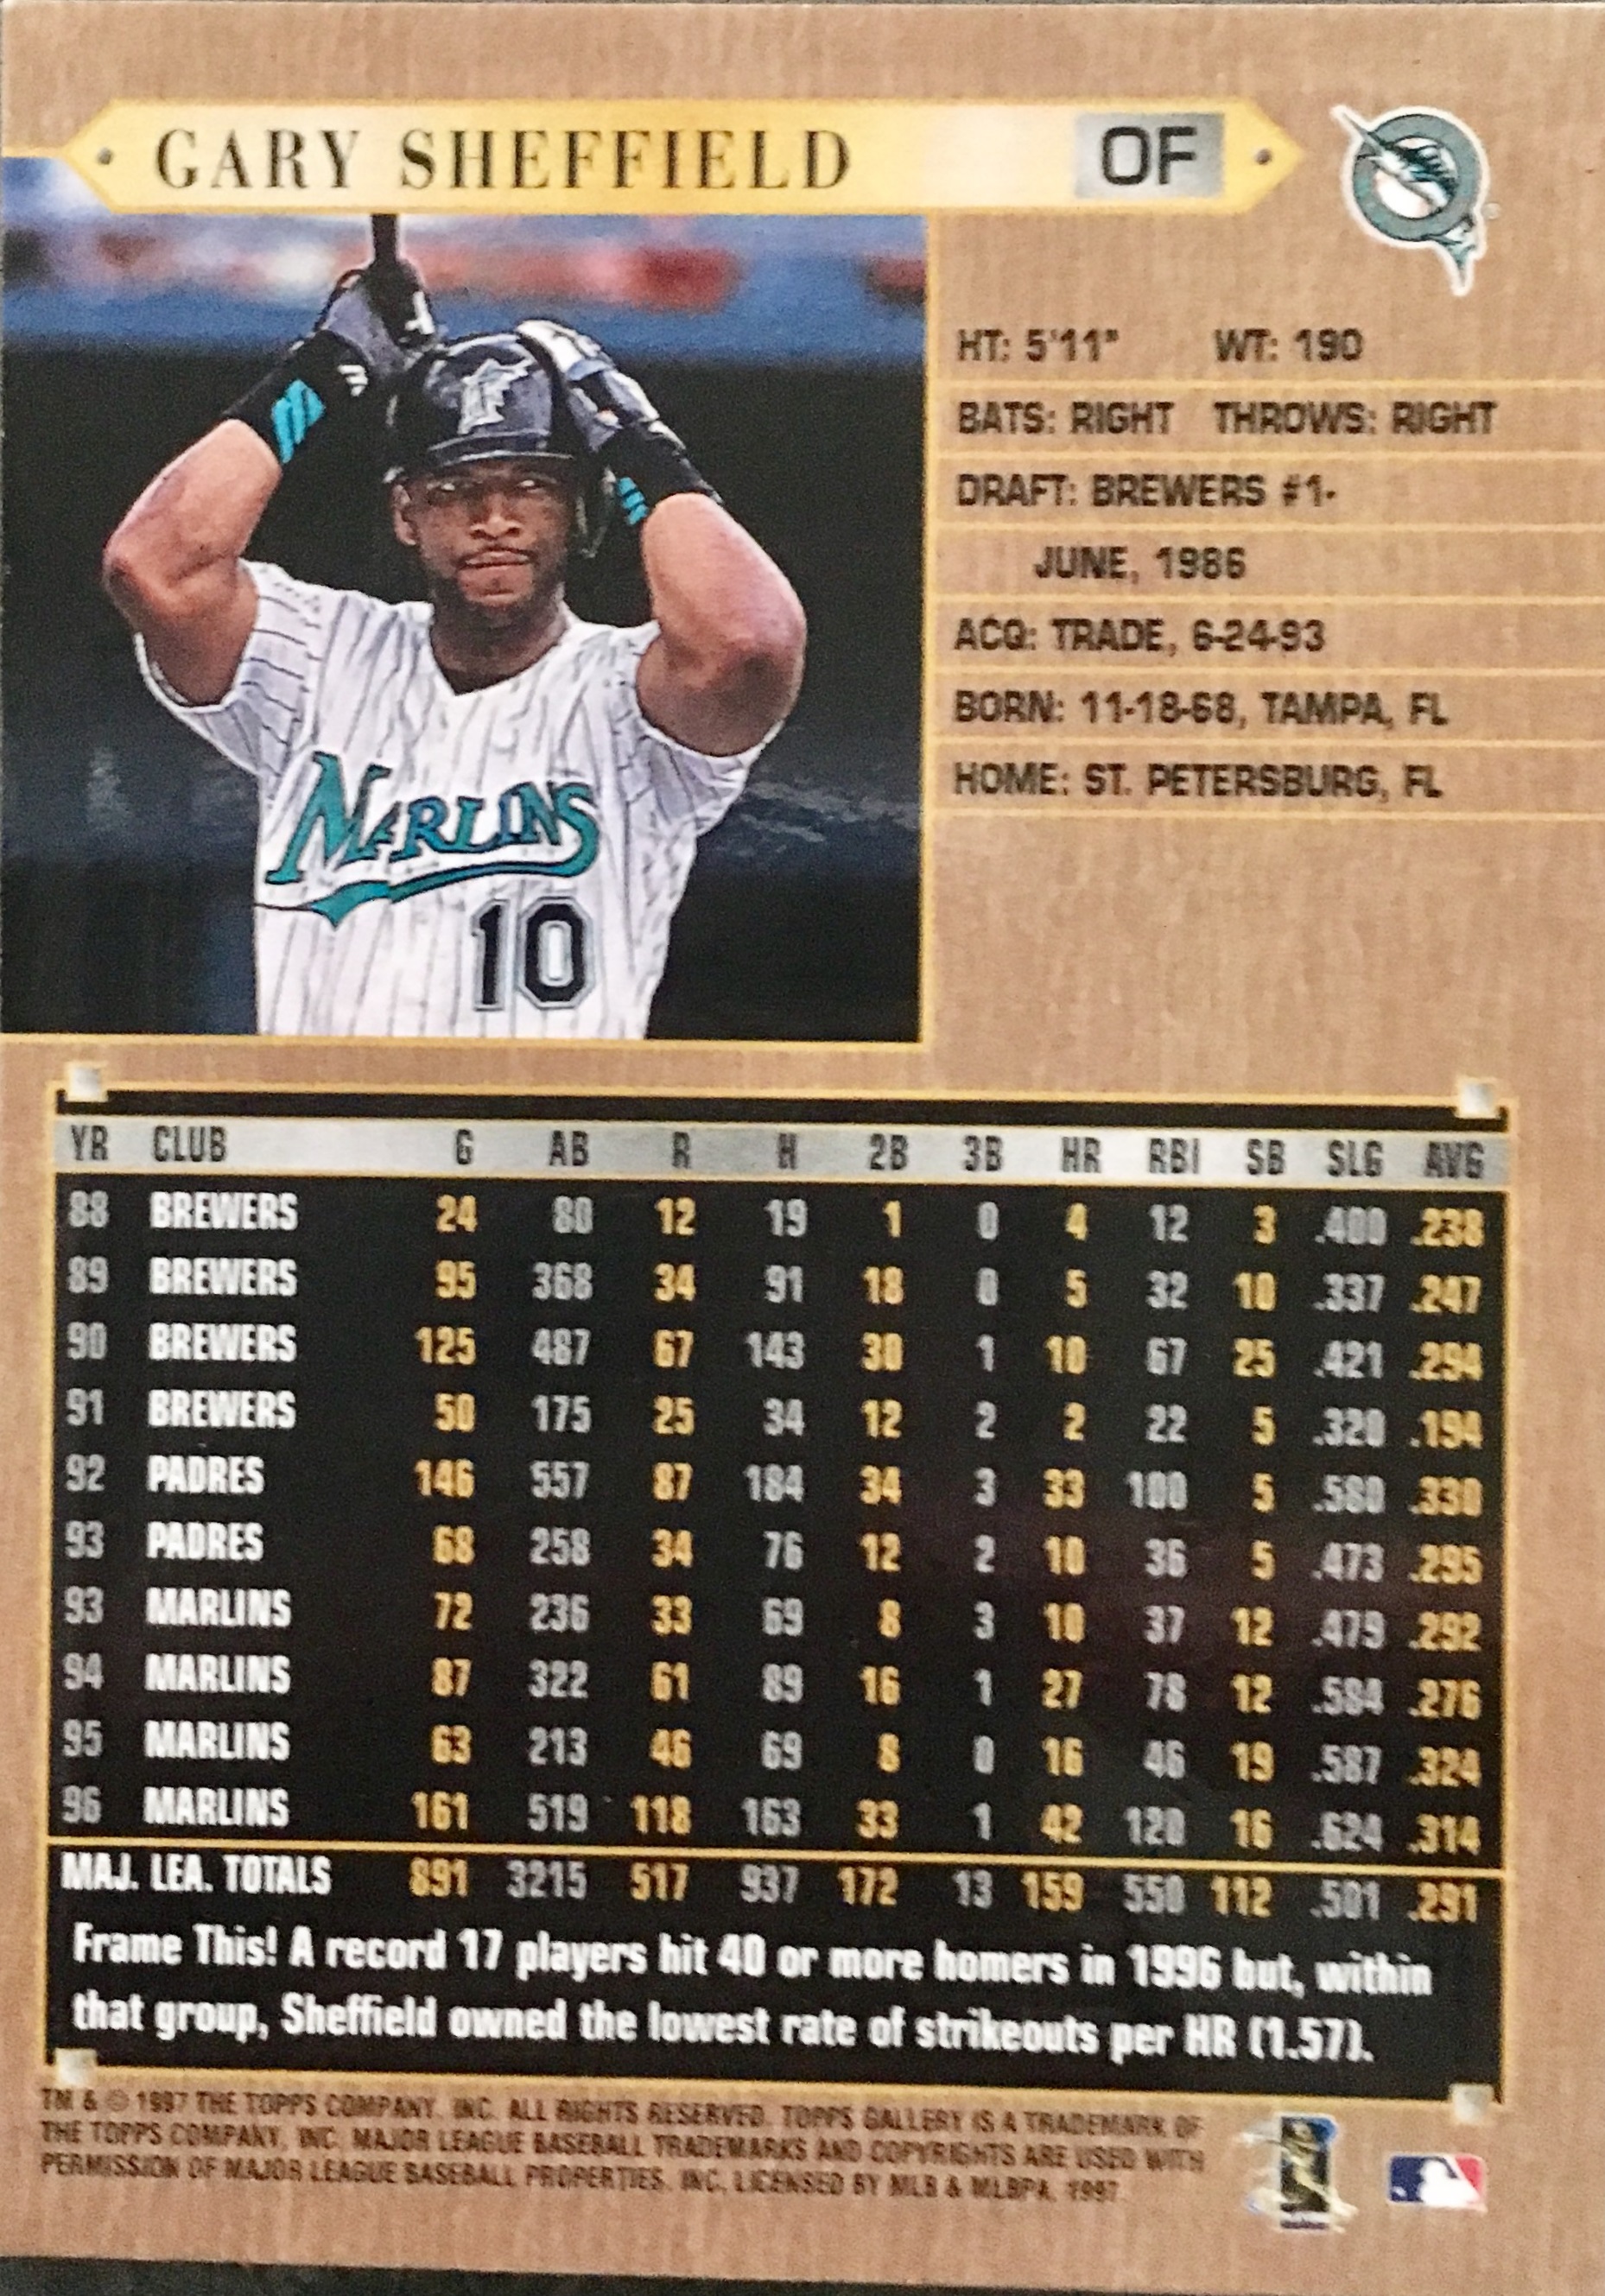 GARY SHEFFIELD OF
HT: 5'11" WT: 190
BATS: RIGHT THROWS: RIGHT
DRAFT: BREWERS #1-
JUNE, 1986
ACQ: TRADE, 6-24-93
BORN: 11-18-68, TAMPA, FL
HOME: ST. PETERSBURG, FL
MARLINS
10
YR CLUB G AB R H 2B 3B HR RBI SB SLG AVG
88 BREWERS 24 80 12 19 1 0 4 12 3 .400 .238
89 BREWERS 95 368 34 91 18 0 5 32 10 .337 .247
90 BREWERS 125 487 67 143 30 1 10 67 25 .421 .294
91 BREWERS 50 175 25 34 12 2 2 22 5 .320 .194
92 PADRES 146 557 87 184 34 3 33 100 5 .580 .330
93 PADRES 68 258 34 76 12 2 10 36 5 .473 .295
93 MARLINS 72 236 33 69 8 3 10 37 12 .479 .292
94 MARLINS 87 322 61 89 16 1 27 78 12 .584 .276
95 MARLINS 63 213 46 69 8 0 16 46 19 .587 .324
96 MARLINS 161 519 118 163 33 1 42 120 16 .624 .314
MAJ. LEA. TOTALS 891 3215 517 937 172 13 159 550 112 .501 .291
Frame This! A record 17 players hit 40 or more homers in 1996 but, within
that group, Sheffield owned the lowest rate of strikeouts per HR (1.57).
TM & © 1997 THE TOPPS COMPANY, INC. ALL RIGHTS RESERVED. TOPPS GALLERY IS A TRADEMARK OF
THE TOPPS COMPANY, INC. MAJOR LEAGUE BASEBALL TRADEMARKS AND COPYRIGHTS ARE USED WITH
PERMISSION OF MAJOR LEAGUE BASEBALL PROPERTIES, INC. LICENSED BY MLB & MLBPA, 1997